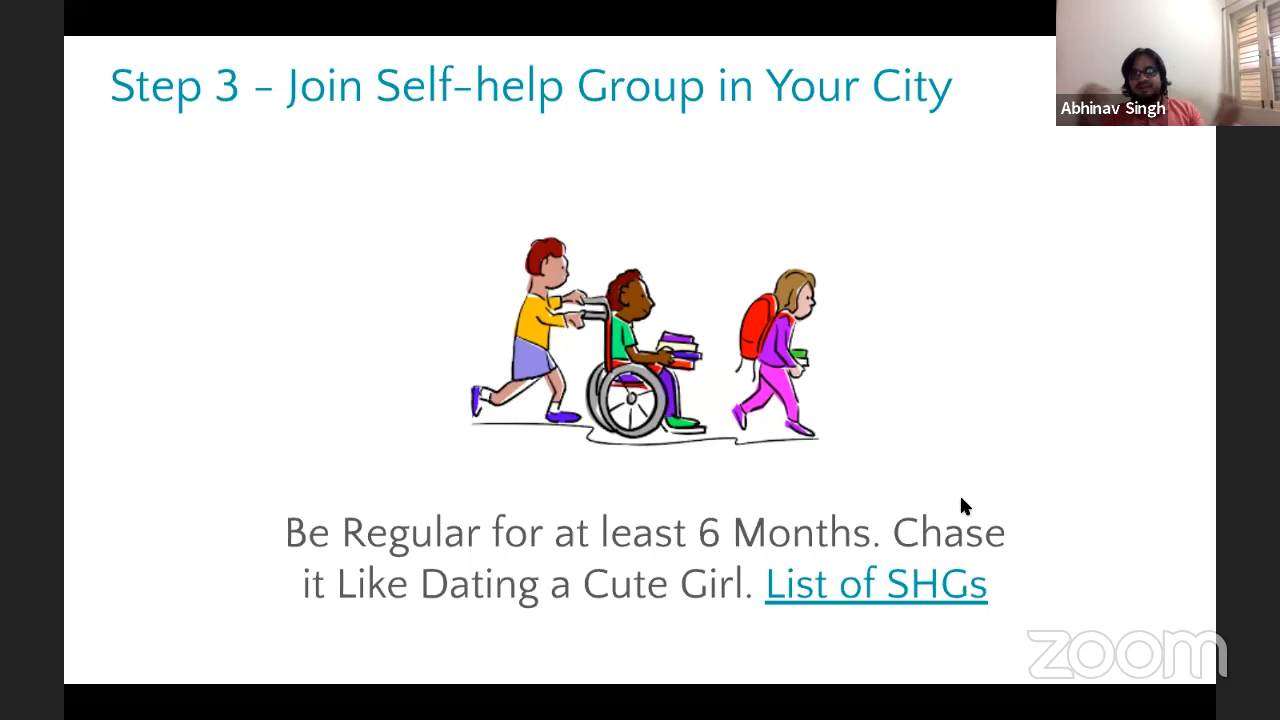 Step 3 – Join Self-help Group in Your City
Abhinav Singh
Be Regular for at least 6 Months. Chase
it Like Dating a Cute Girl. List of SHGs
zoom